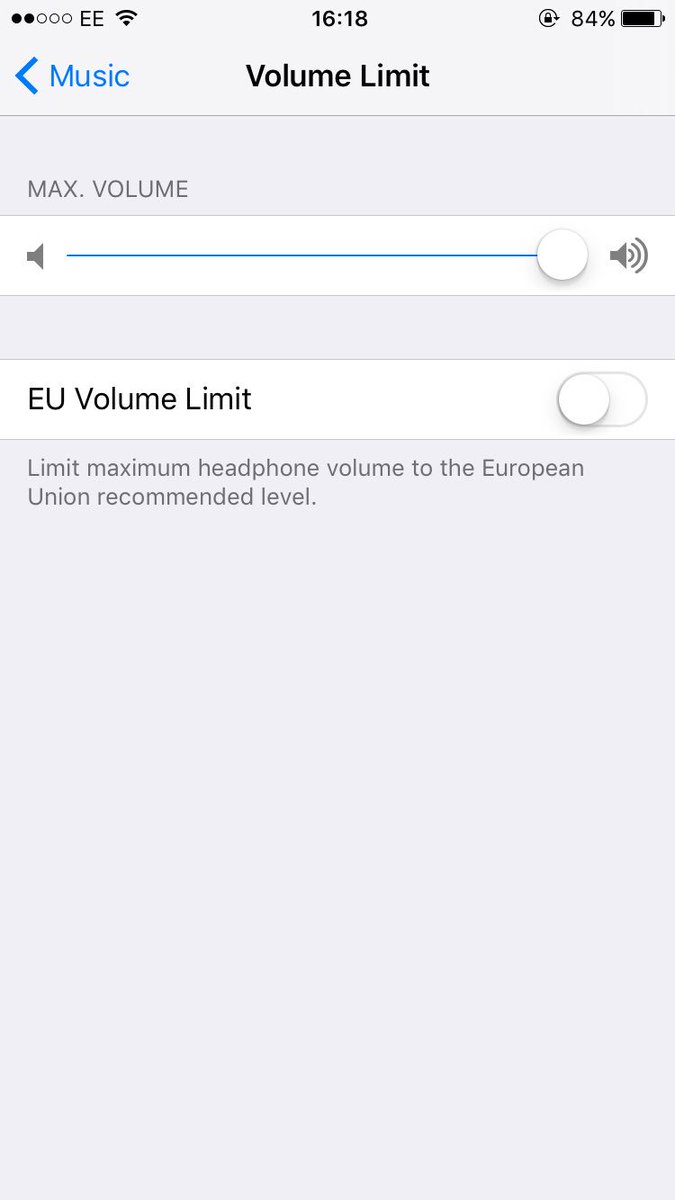 EE 16:18 84%
Music Volume Limit
MAX. VOLUME
EU Volume Limit
Limit maximum headphone volume to the European
Union recommended level.